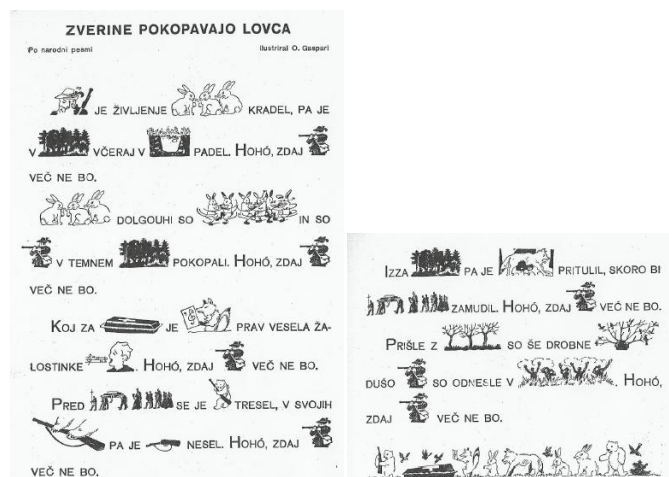 ZVERINE POKOPAVAJO LOVCA
Po narodni pesmi
Ilustriral O. Gaspari
JE ŽIVLJENJE KRADEL, PA JE
V VČERAJ V PADEL. HOHÓ, ZDAJ
VEČ NE BO.
DOLGOUHI SO IN SO
V TEMNEM POKOPALI. HOHÓ, ZDAJ
VEČ NE BO.
KOJ ZA JE PRAV VESELA ŽA-
LOSTINKE . HOHÓ, ZDAJ VEČ NE BO.
PRED SE JE TRESEL, V SVOJIH
PA JE NESEL. HOHÓ, ZDAJ
VEČ NE BO.
IZZA PA JE PRITULIL, SKORO BI
ZAMUDIL. HOHÓ, ZDAJ VEČ NE BO.
PRIŠLE Z SO ŠE DROBNE
DUŠO SO ODNESLE V . HOHÓ,
ZDAJ VEČ NE BO.